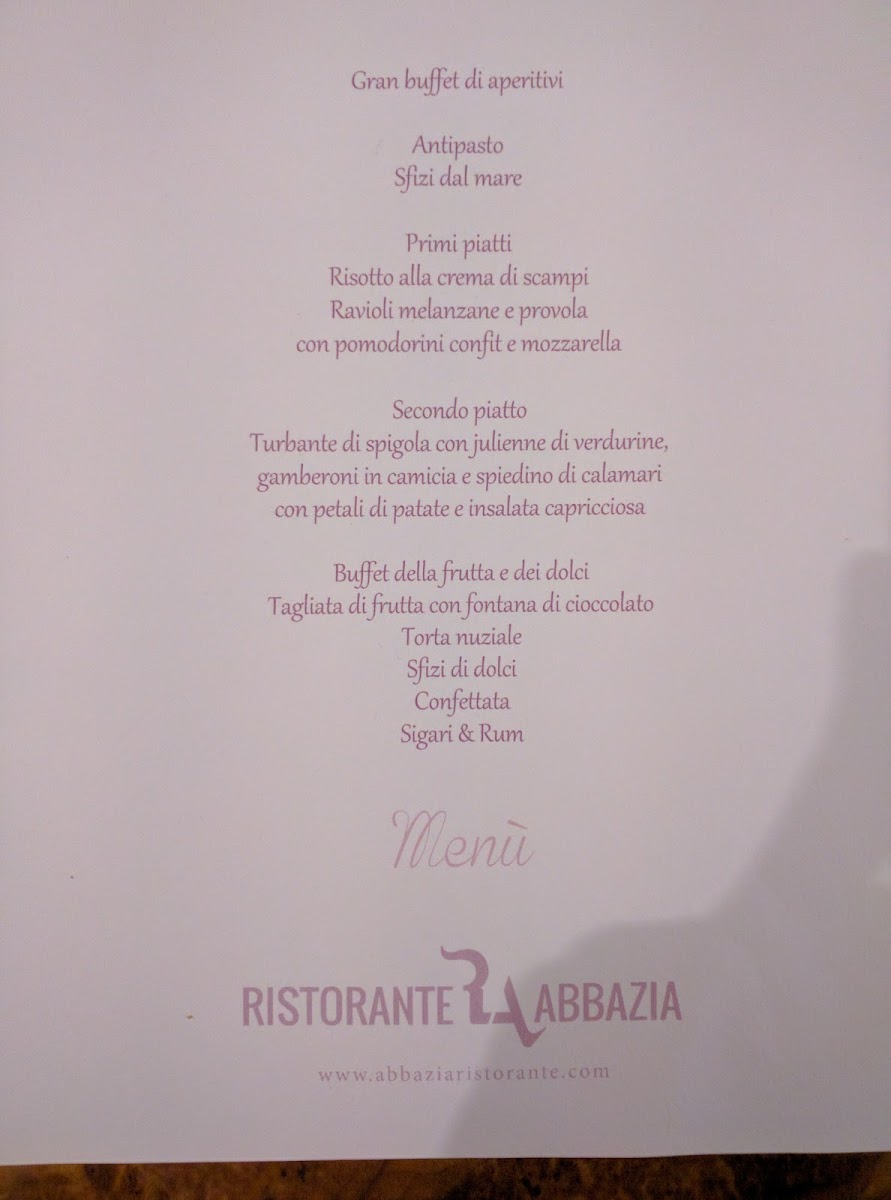 Gran buffet di aperitivi
Antipasto
Sfizi dal mare
Primi piatti
Risotto alla crema di scampi
Ravioli melanzane e provola
con pomodorini confit e mozzarella
Secondo piatto
Turbante di spigola con julienne di verdurine,
gamberoni in camicia e spiedino di calamari
con petali di patate e insalata capricciosa
Buffet della frutta e dei dolci
Tagliata di frutta con fontana di cioccolato
Torta nuziale
Sfizi di dolci
Confettata
Sigari & Rum
Menù
RISTORANTE RA ABBAZIA
www.abbaziaristorante.com